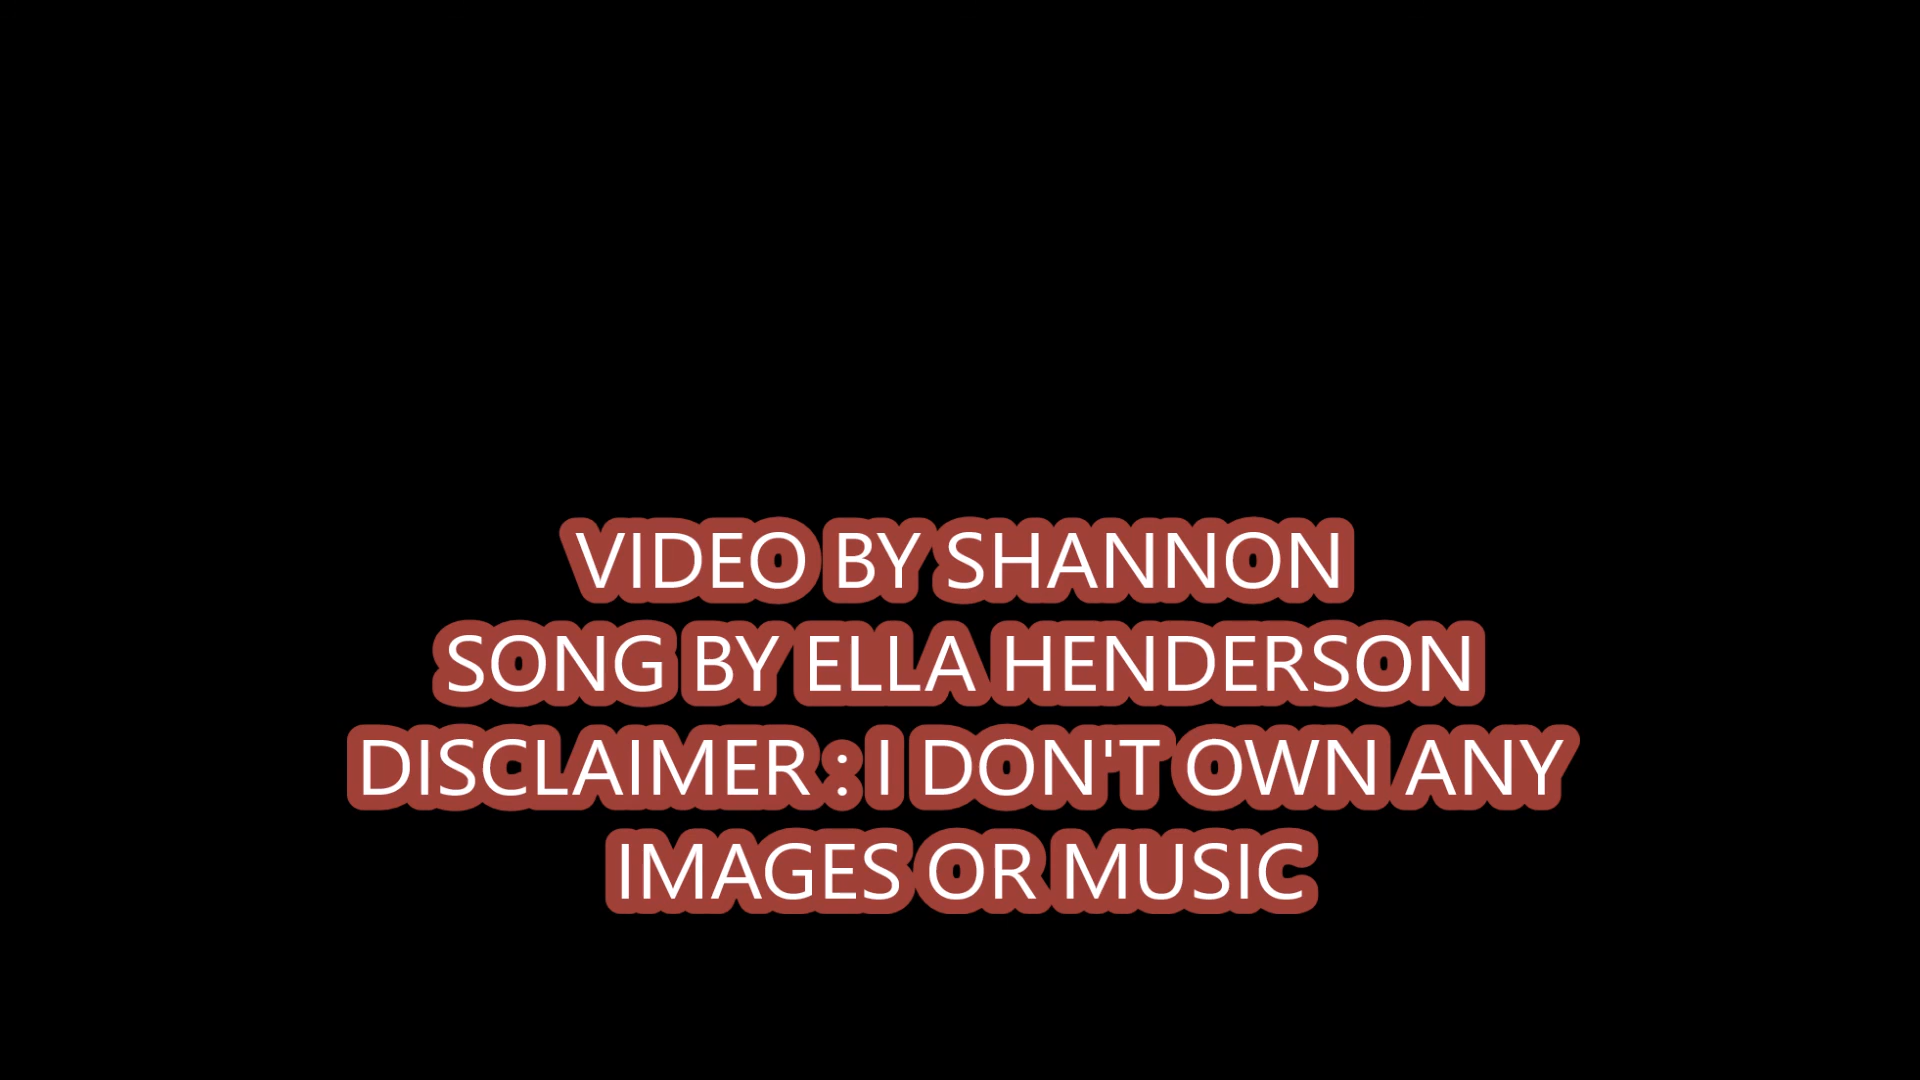 VIDEO BY SHANNON
SONG BY ELLA HENDERSON
DISCLAIMER : I DON'T OWN ANY
IMAGES OR MUSIC